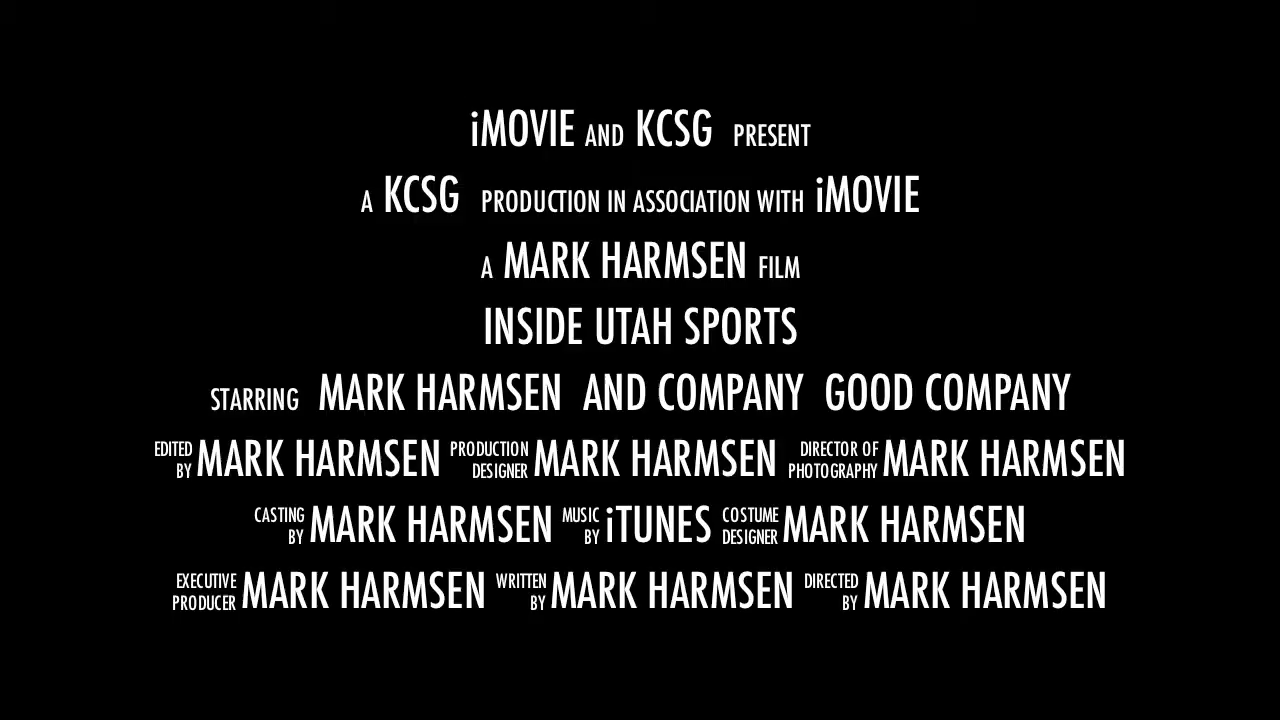 iMOVIE AND KCSG PRESENT
A KCSG PRODUCTION IN ASSOCIATION WITH iMOVIE
A MARK HARMSEN FILM
INSIDE UTAH SPORTS
STARRING MARK HARMSEN AND COMPANY GOOD COMPANY
EDITED BY MARK HARMSEN PRODUCTION DESIGNER MARK HARMSEN DIRECTOR OF PHOTOGRAPHY MARK HARMSEN
CASTING BY MARK HARMSEN MUSIC BY iTUNES COSTUME DESIGNER MARK HARMSEN
EXECUTIVE PRODUCER MARK HARMSEN WRITTEN BY MARK HARMSEN DIRECTED BY MARK HARMSEN